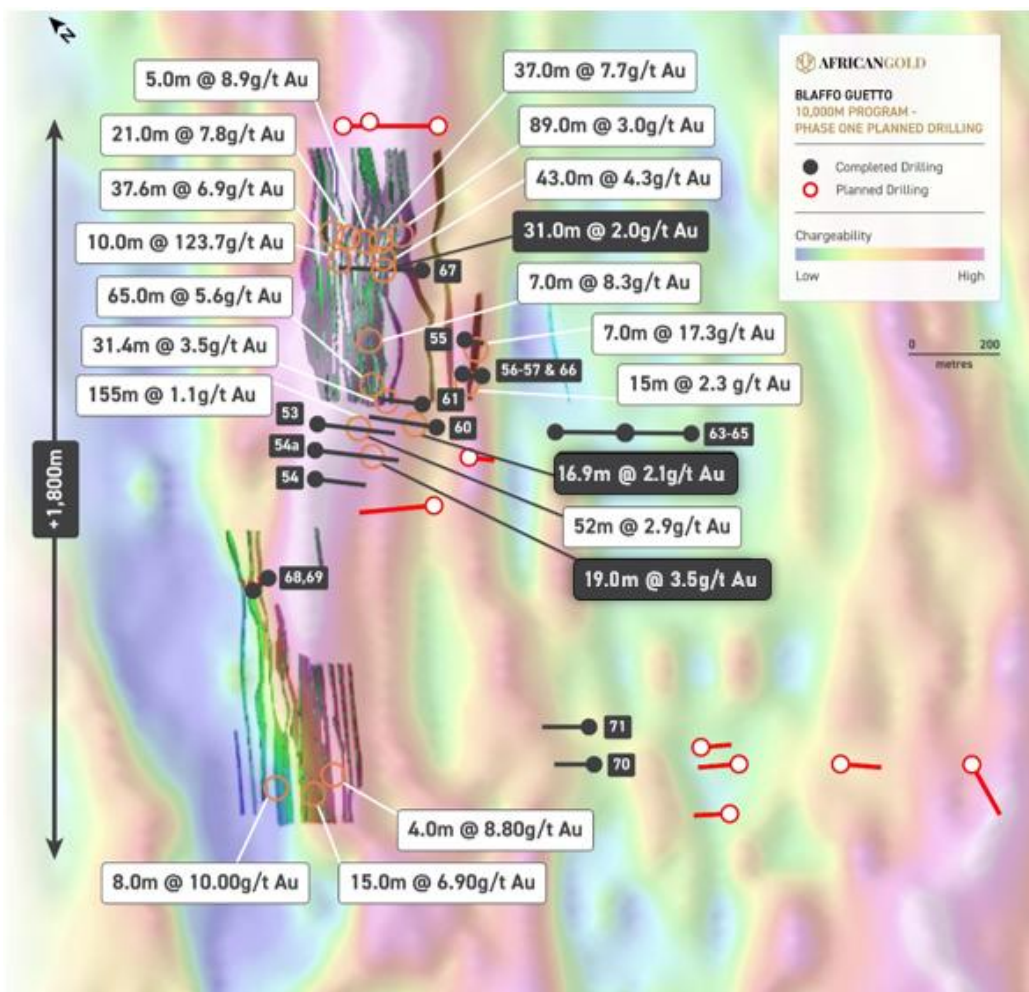 N
5.0m @ 8.9g/t Au
37.0m @ 7.7g/t Au
21.0m @ 7.8g/t Au
89.0m @ 3.0g/t Au
37.6m @ 6.9g/t Au
43.0m @ 4.3g/t Au
10.0m @ 123.7g/t Au
31.0m @ 2.0g/t Au
67
65.0m @ 5.6g/t Au
7.0m @ 8.3g/t Au
31.4m @ 3.5g/t Au
55
7.0m @ 17.3g/t Au
56-57 & 66
155m @ 1.1g/t Au
15m @ 2.3 g/t Au
61
53
60
63-65
54a
54
16.9m @ 2.1g/t Au
52m @ 2.9g/t Au
19.0m @ 3.5g/t Au
+1,800m
68,69
71
70
4.0m @ 8.80g/t Au
8.0m @ 10.00g/t Au
15.0m @ 6.90g/t Au
AFRICANGOLD
BLAFFO GUETTO
10,000M PROGRAM -
PHASE ONE PLANNED DRILLING
Completed Drilling
Planned Drilling
Chargeability
Low High
0 200
metres